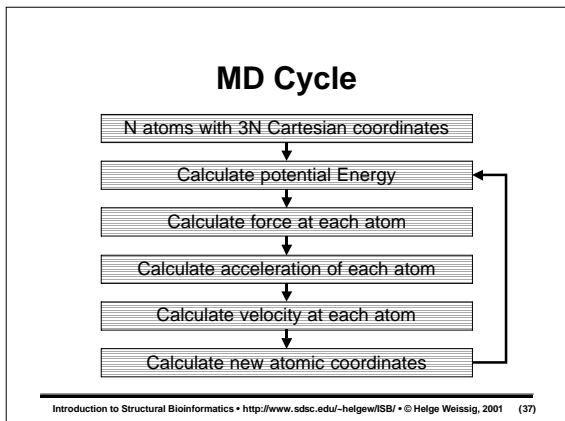 MD Cycle
N atoms with 3N Cartesian coordinates
Calculate potential Energy
Calculate force at each atom
Calculate acceleration of each atom
Calculate velocity at each atom
Calculate new atomic coordinates
Introduction to Structural Bioinformatics • http://www.sdsc.edu/~helgew/ISB/ • © Helge Weissig, 2001 (37)